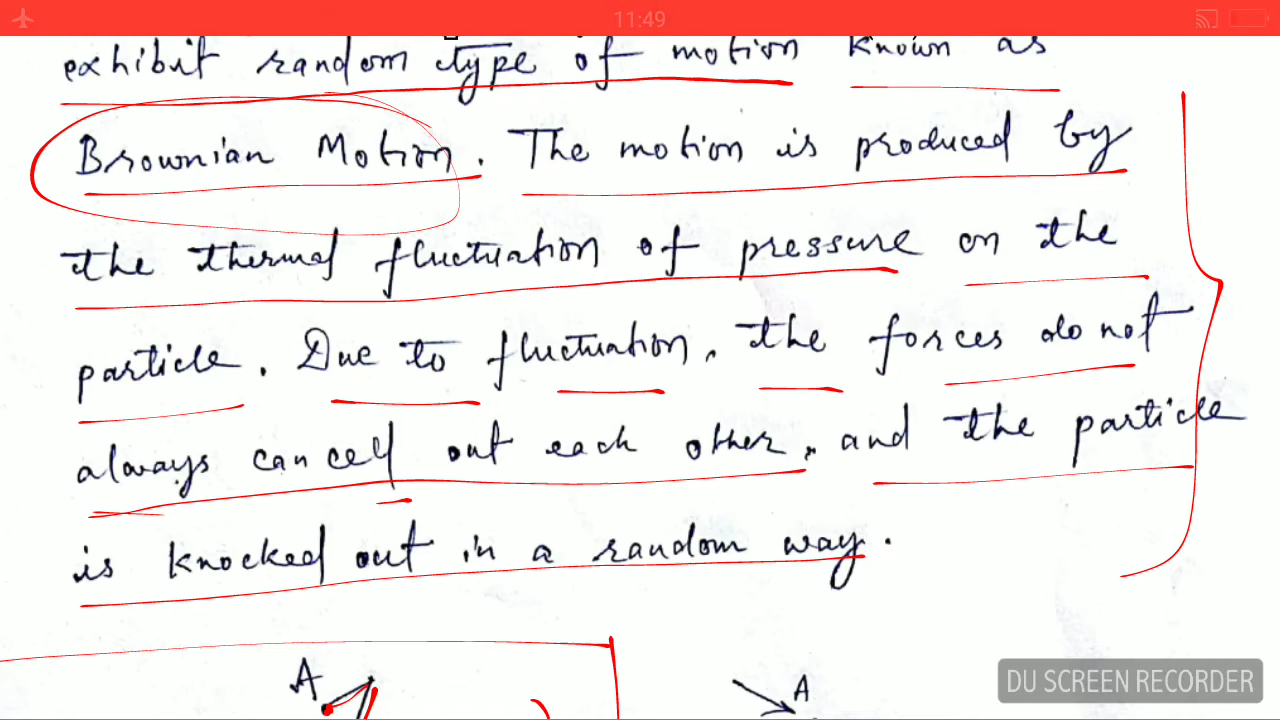 11:49
exhibit random type of motion known as
Brownian Motion. The motion is produced by
the thermal fluctuation of pressure on the
particle. Due to fluctuation, the forces do not
always cancell out each other, and the particle
is knocked out in a random way.
A
A
DU SCREEN RECORDER